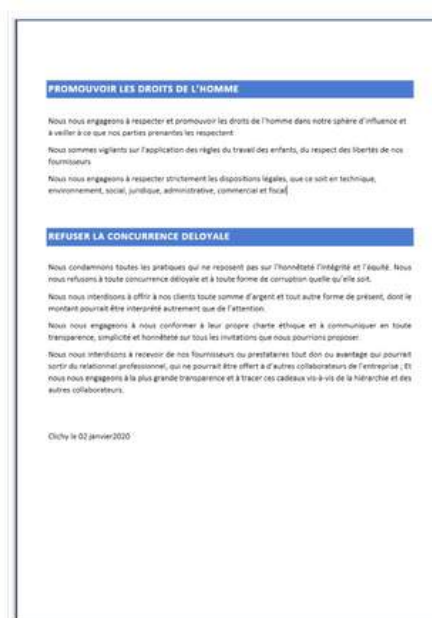 PROMOUVOIR LES DROITS DE L'HOMME
Nous nous engageons à respecter et promouvoir les droits de l'homme dans notre sphère d'influence et
à veiller à ce que nos parties prenantes les respectent
Nous sommes vigilants sur l'application des règles du travail des enfants, du respect des libertés de nos
fournisseurs
Nous nous engageons à respecter strictement les dispositions légales, que ce soit en technique,
environnement, social, juridique, administrative, commercial et fiscal
REFUSER LA CONCURRENCE DELOYALE
Nous condamnons toutes les pratiques qui ne reposent pas sur l'honnêteté l'intégrité et l'équité. Nous
nous refusons à toute concurrence déloyale et à toute forme de corruption quelle qu'elle soit.
Nous nous interdisons à offrir à nos clients toute somme d'argent et tout autre forme de présent, dont le
montant pourrait être interprété autrement que de l'attention.
Nous nous engageons à nous conformer à leur propre charte éthique et à communiquer en toute
transparence, simplicité et honnêteté sur tous les invitations que nous pourrions proposer.
Nous nous interdisons à recevoir de nos fournisseurs ou prestataires tout don ou avantage qui pourrait
sortir du relationnel professionnel, qui ne pourrait être offert à d'autres collaborateurs de l'entreprise ; Et
nous nous engageons à la plus grande transparence et à tracer ces cadeaux vis-à-vis de la hiérarchie et des
autres collaborateurs.
Clichy le 02 janvier2020